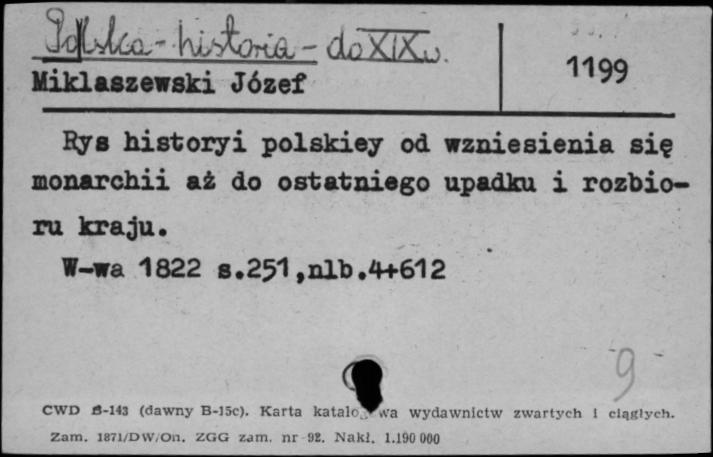 Polska - historia - do XIX w.
Miklaszewski Józef
1199
Rys historyi polskiey od wzniesienia się
monarchii aż do ostatniego upadku i rozbio-
ru kraju.
W-wa 1822 s.251,nlb.4+612
9
CWD B-143 (dawny B-15c). Karta katalogowa wydawnictw zwartych i ciągłych.
Zam. 1871/DW/On. ZGG zam. nr 92. Nakł. 1.190 000